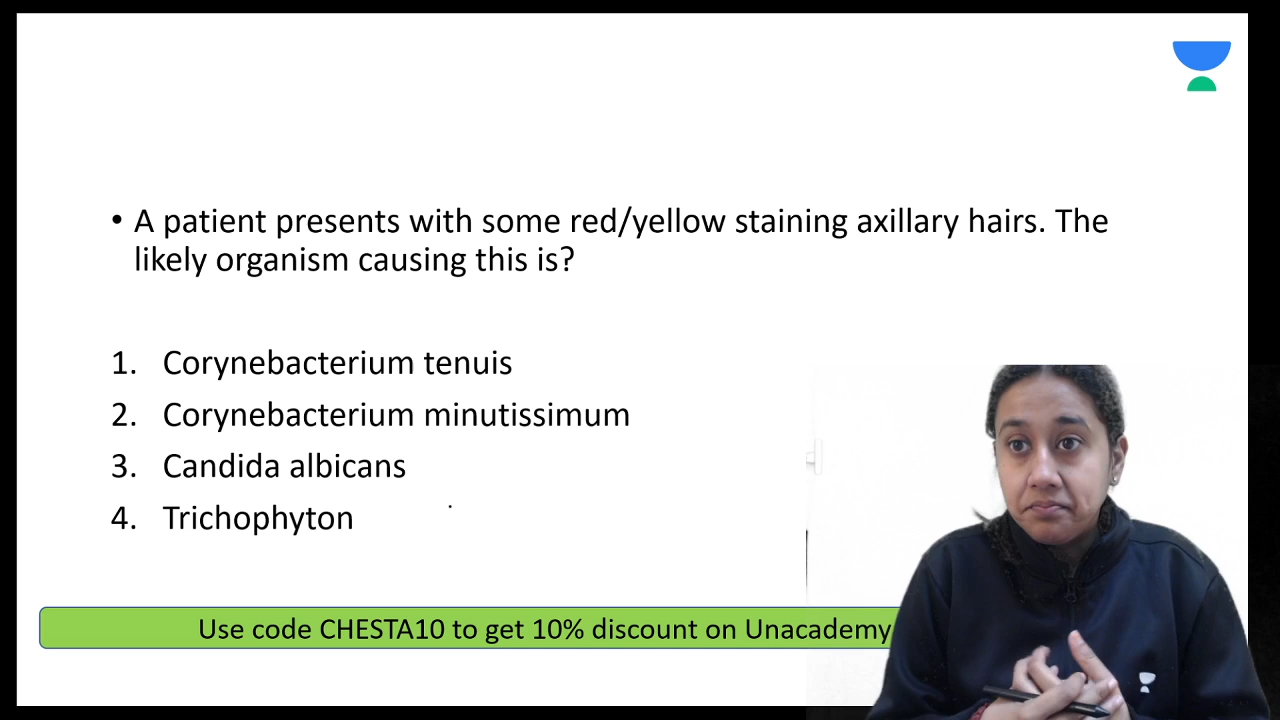 • A patient presents with some red/yellow staining axillary hairs. The
likely organism causing this is?
1. Corynebacterium tenuis
2. Corynebacterium minutissimum
3. Candida albicans
4. Trichophyton
Use code CHESTA10 to get 10% discount on Unacademy